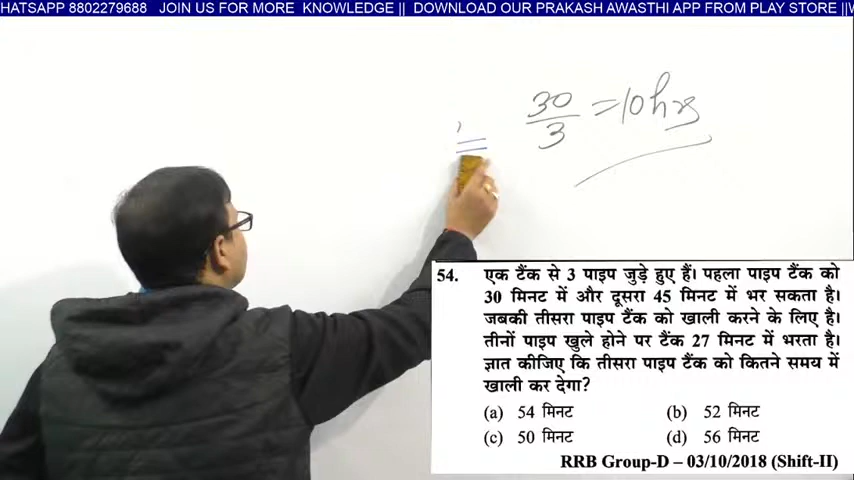 HATSAPP 8802279688 JOIN US FOR MORE KNOWLEDGE || DOWNLOAD OUR PRAKASH AWASTHI APP FROM PLAY STORE ||
30/3 = 10 hrs
54. एक टैंक से 3 पाइप जुड़े हुए हैं। पहला पाइप टैंक को
30 मिनट में और दूसरा 45 मिनट में भर सकता है।
जबकी तीसरा पाइप टैंक को खाली करने के लिए है।
तीनों पाइप खुले होने पर टैंक 27 मिनट में भरता है।
ज्ञात कीजिए कि तीसरा पाइप टैंक को कितने समय में
खाली कर देगा?
(a) 54 मिनट (b) 52 मिनट
(c) 50 मिनट (d) 56 मिनट
RRB Group-D – 03/10/2018 (Shift-II)